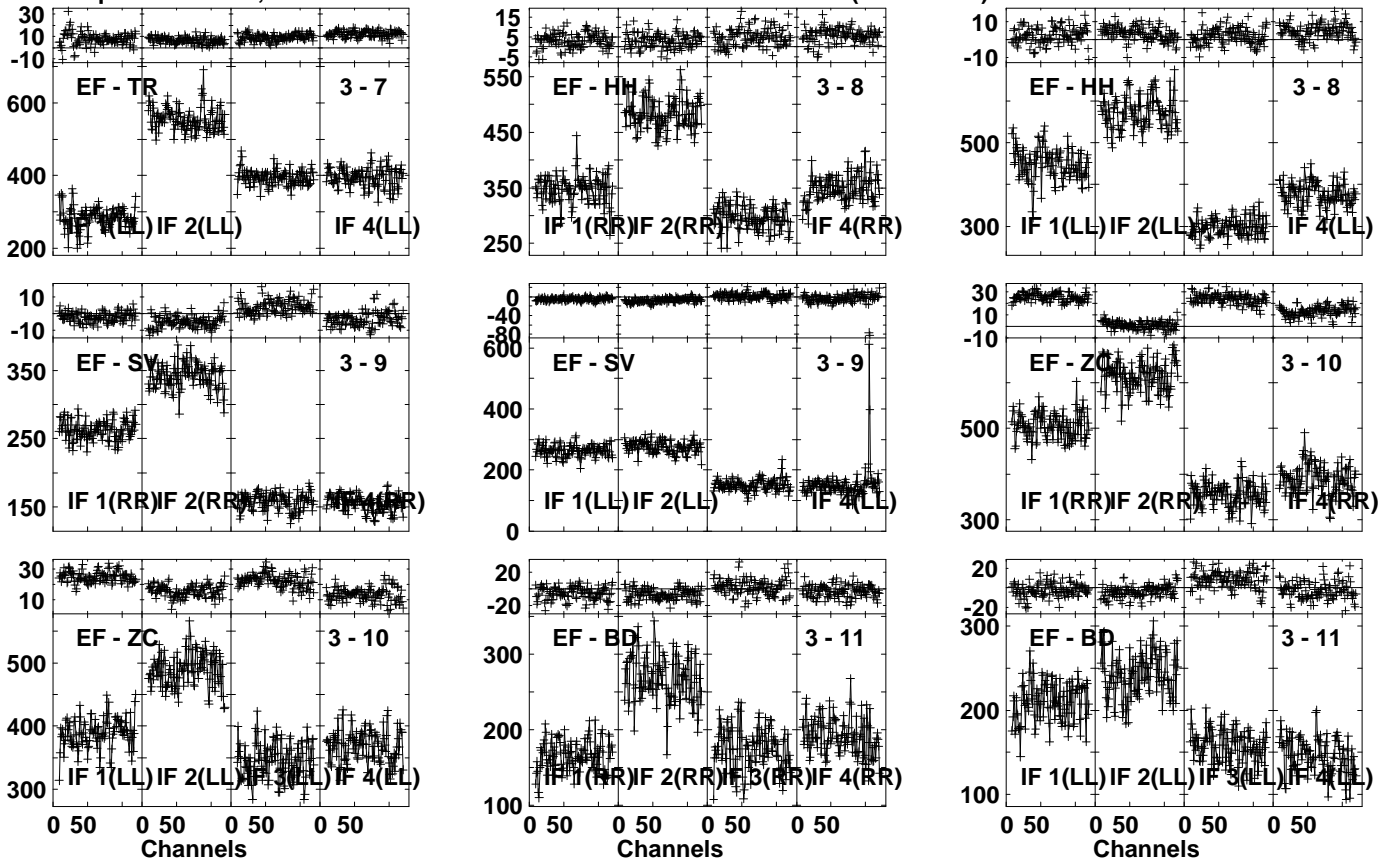 30
10
-10
EF - TR 3 - 7
600
400
200
IF 1(LL) IF 2(LL) IF 4(LL)
15
5
-5
EF - HH 3 - 8
550
450
350
250
IF 1(RR) IF 2(RR) IF 4(RR)
10
-10
EF - HH 3 - 8
500
300
IF 1(LL) IF 2(LL) IF 4(LL)
10
-10
EF - SV 3 - 9
350
250
150
IF 1(RR) IF 2(RR) IF 4(RR)
0
-40
-80
EF - SV 3 - 9
600
400
200
0
IF 1(LL) IF 2(LL) IF 4(LL)
30
10
-10
EF - ZC 3 - 10
500
300
IF 1(RR) IF 2(RR) IF 4(RR)
30
10
EF - ZC 3 - 10
500
400
300
IF 1(LL) IF 2(LL) IF 3(LL) IF 4(LL)
0 50 0 50 0 50 0 50
Channels
20
-20
EF - BD 3 - 11
300
200
100
IF 1(RR) IF 2(RR) IF 3(RR) IF 4(RR)
0 50 0 50 0 50 0 50
Channels
20
-20
EF - BD 3 - 11
300
200
100
IF 1(LL) IF 2(LL) IF 3(LL) IF 4(LL)
0 50 0 50 0 50 0 50
Channels